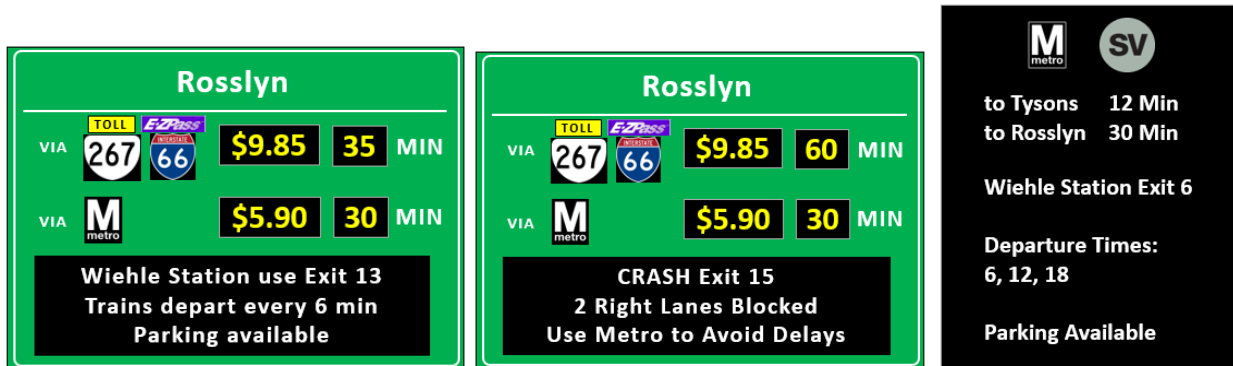 Rosslyn
TOLL E-ZPass
VIA 267 INTERSTATE 66 $9.85 35 MIN
VIA M metro $5.90 30 MIN
Wiehle Station use Exit 13
Trains depart every 6 min
Parking available
Rosslyn
TOLL E-ZPass
VIA 267 INTERSTATE 66 $9.85 60 MIN
VIA M metro $5.90 30 MIN
CRASH Exit 15
2 Right Lanes Blocked
Use Metro to Avoid Delays
M metro SV
to Tysons 12 Min
to Rosslyn 30 Min
Wiehle Station Exit 6
Departure Times:
6, 12, 18
Parking Available